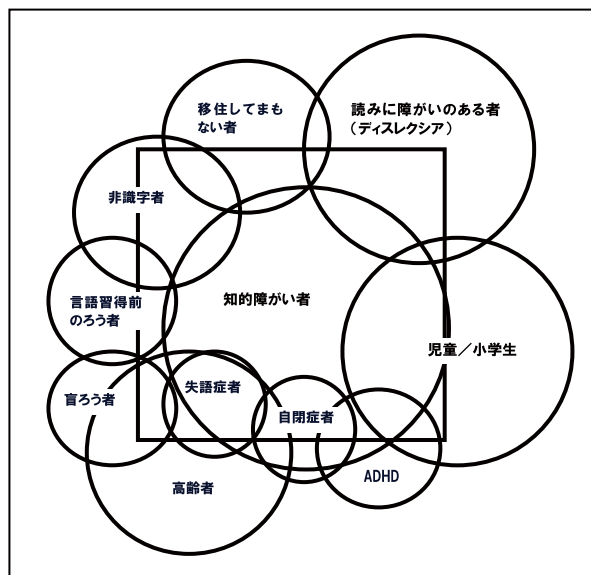 移住してまも
ない者
読みに障がいのある者
(ディスレクシア)
非識字者
言語習得前
のろう者
知的障がい者
児童／小学生
盲ろう者
失語症者
自閉症者
高齢者
ADHD